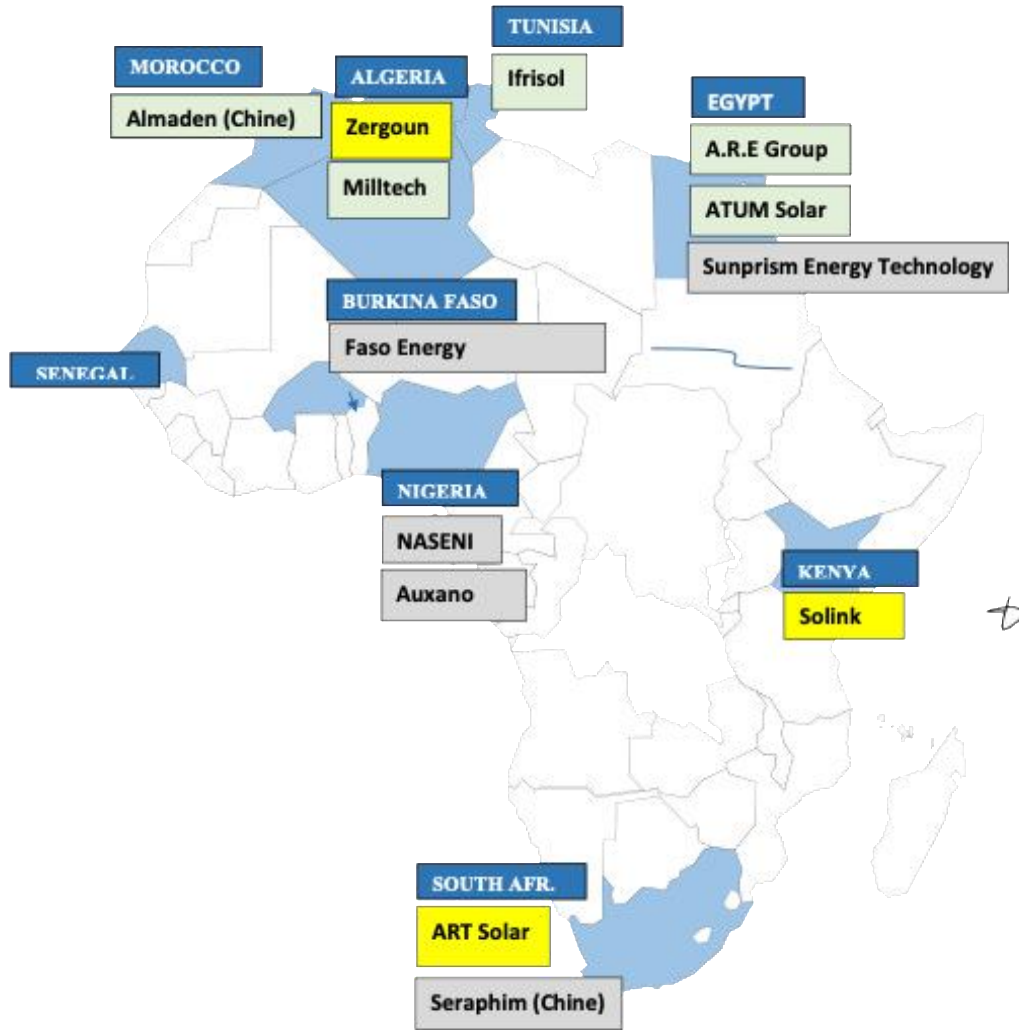 TUNISIA
Ifrisol
MOROCCO
Almaden (Chine)
ALGERIA
Zergoun
Milltech
EGYPT
A.R.E Group
ATUM Solar
Sunprism Energy Technology
BURKINA FASO
Faso Energy
SENEGAL
NIGERIA
NASENI
Auxano
KENYA
Solink
SOUTH AFR.
ART Solar
Seraphim (Chine)